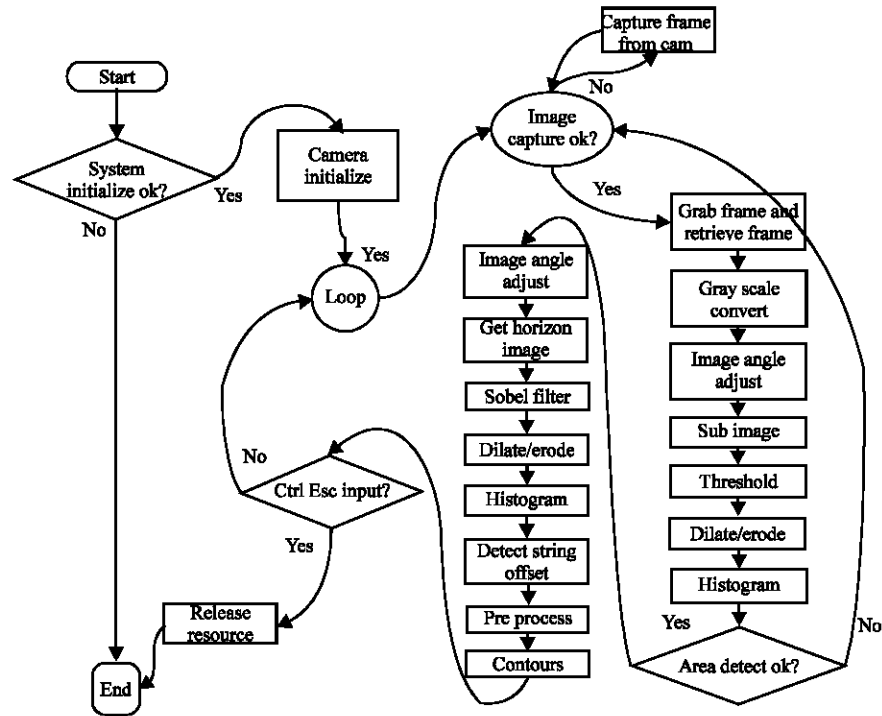 Start
System
initialize ok?
Yes
No
Camera
initialize
Yes
Loop
Capture frame
from cam
No
Image
capture ok?
Yes
Grab frame and
retrieve frame
Gray scale
convert
Image angle
adjust
Sub image
Threshold
Dilate/erode
Histogram
Yes
No
Area detect ok?
Image angle
adjust
Get horizon
image
Sobel filter
Dilate/erode
Histogram
Detect string
offset
Pre process
Contours
No
Ctrl Esc input?
Yes
Release
resource
End